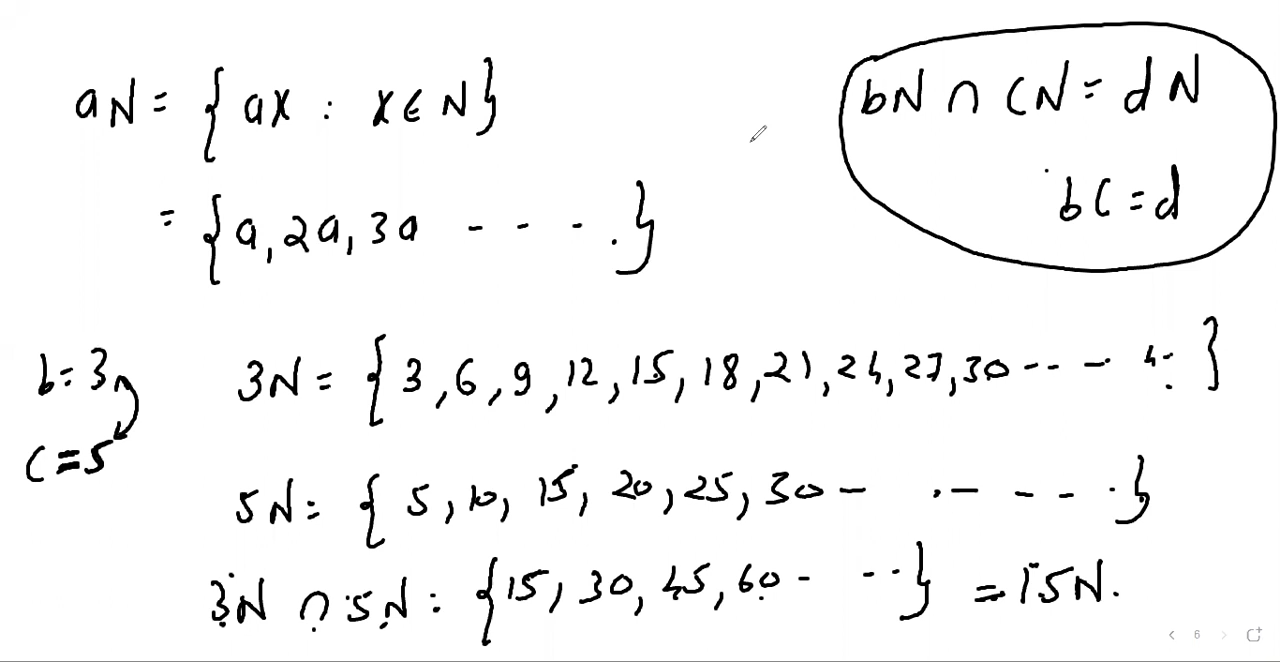 aN = { ax : x ∈ N}
= {a, 2a, 3a - - - - .}
bN ∩ CN = dN
bC = d
b = 3
C = 5
3N = {3, 6, 9, 12, 15, 18, 21, 24, 27, 30 - - - }
5N = { 5, 10, 15, 20, 25, 30 - . - - - . }
3N ∩ 5N = {15, 30, 45, 60 - - - } = 15N.
6